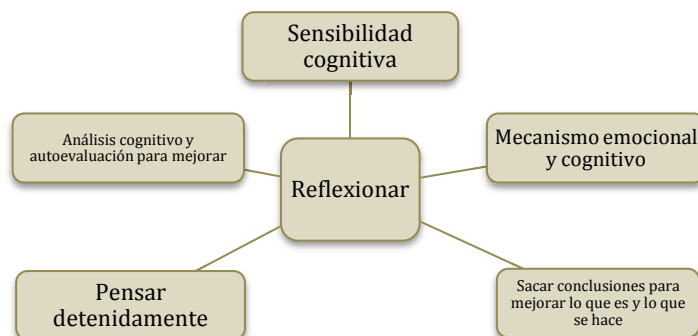 Sensibilidad
cognitiva
Análisis cognitivo y
autoevaluación para mejorar
Mecanismo emocional
y cognitivo
Reflexionar
Pensar
detenidamente
Sacar conclusiones para
mejorar lo que es y lo que
se hace